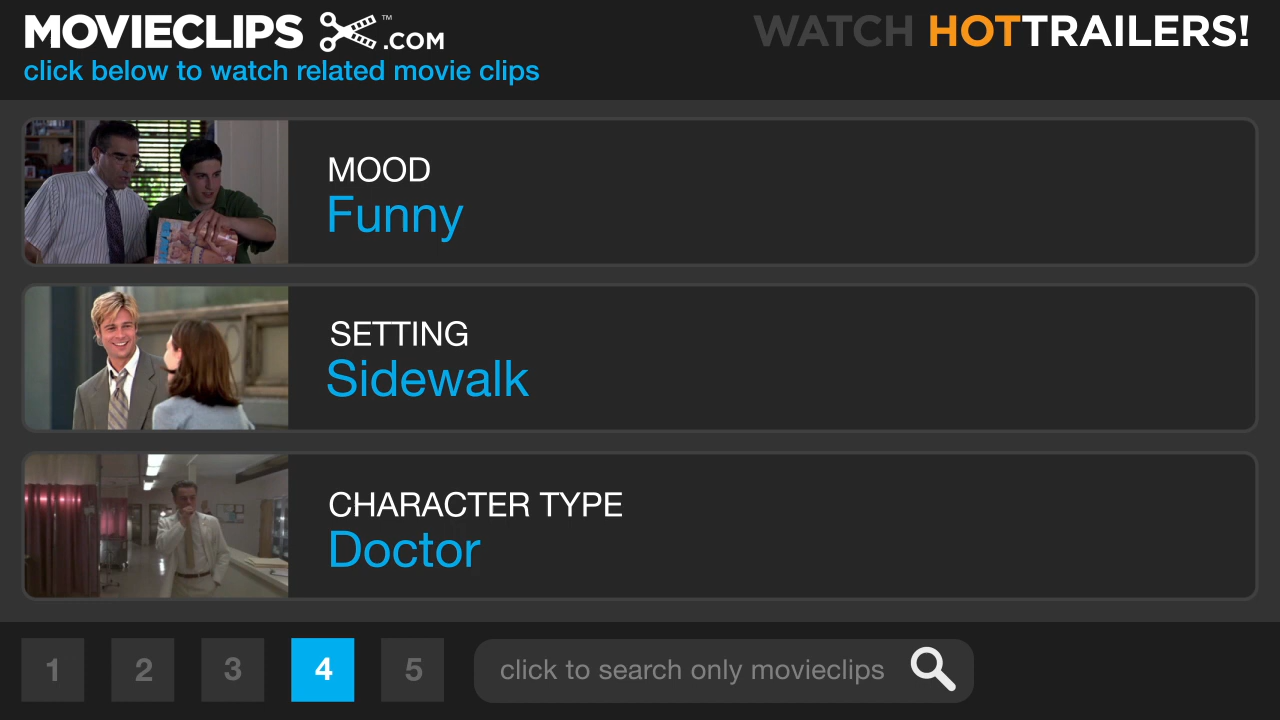 MOVIECLIPS ™ .COM
WATCH HOTTRAILERS!
click below to watch related movie clips
MOOD
Funny
SETTING
Sidewalk
CHARACTER TYPE
Doctor
1 2 3 4 5 click to search only movieclips